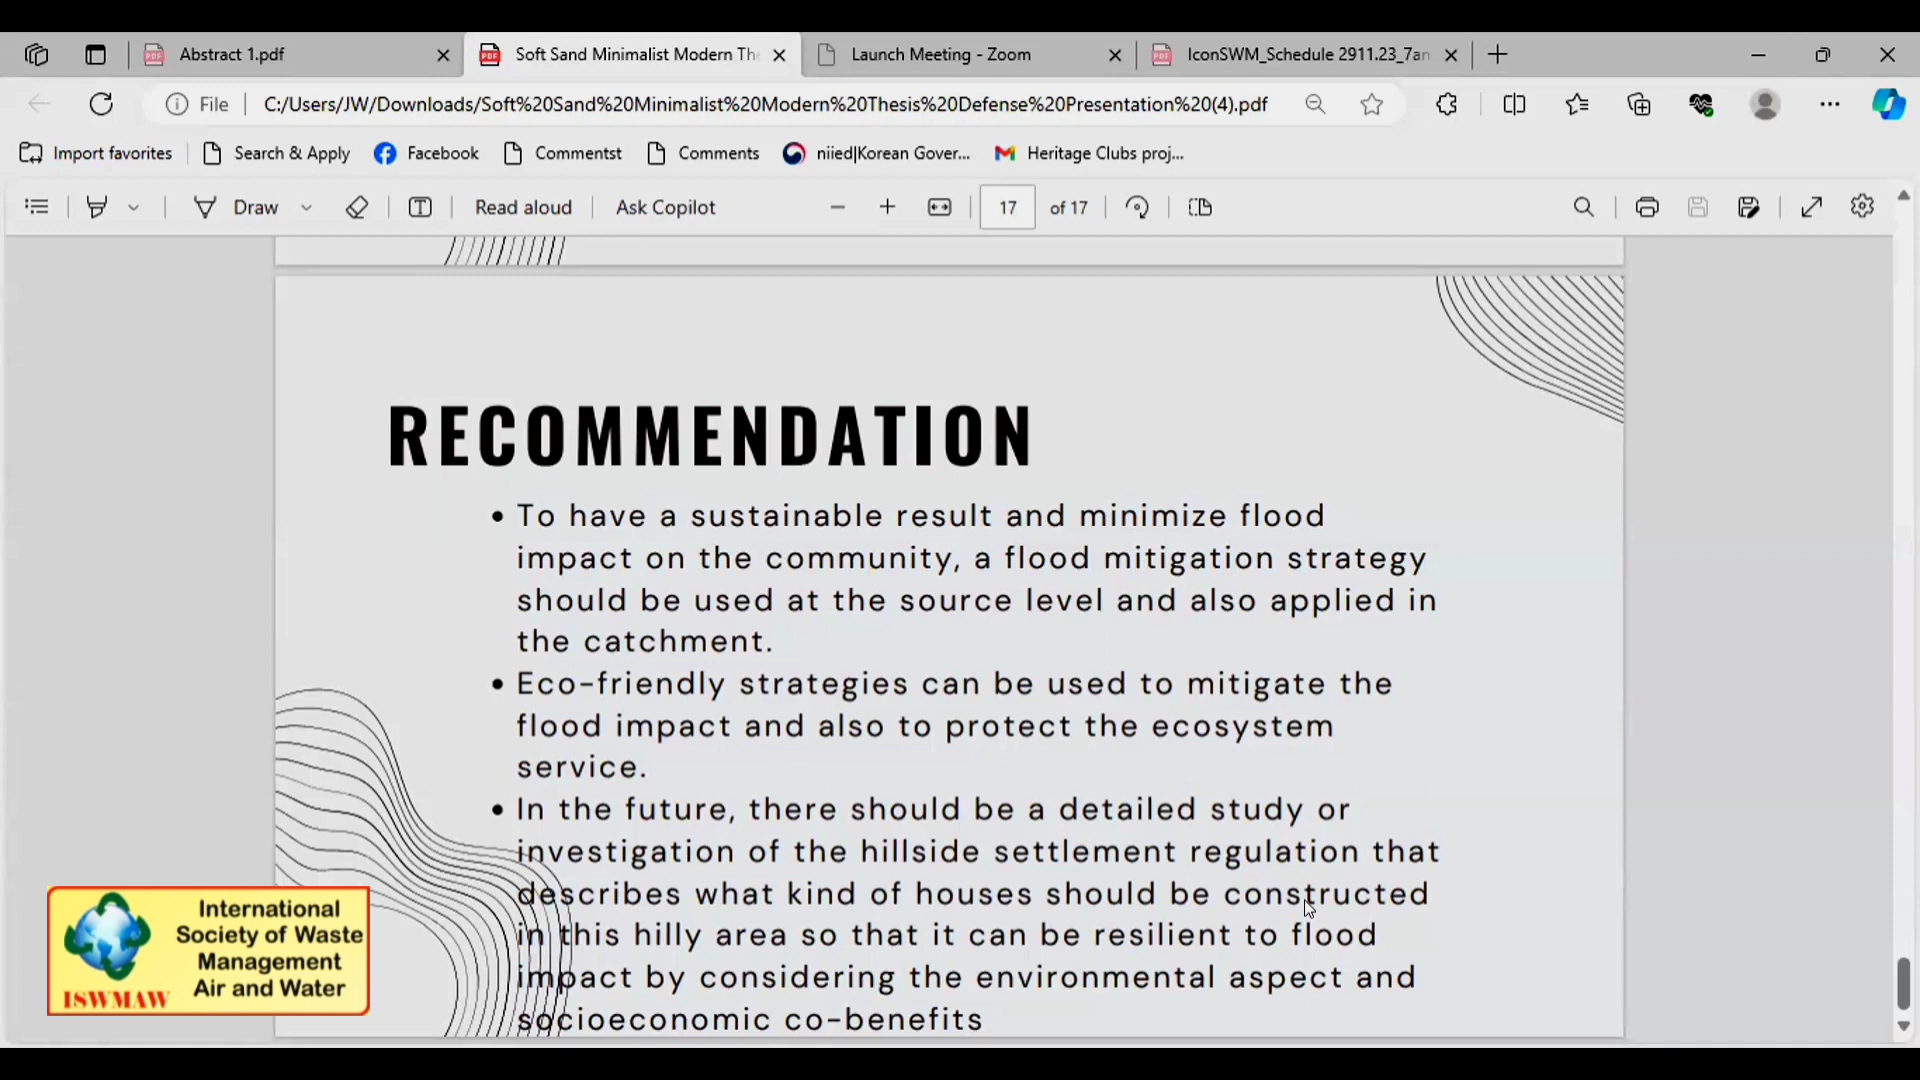 Abstract 1.pdf
Soft Sand Minimalist Modern The
Launch Meeting - Zoom
IconSWM_Schedule 2911.23_7an
File
C:/Users/JW/Downloads/Soft%20Sand%20Minimalist%20Modern%20Thesis%20Defense%20Presentation%20(4).pdf
Import favorites
Search & Apply
Facebook
Commentst
Comments
niied|Korean Gover...
Heritage Clubs proj...
Draw
Read aloud
Ask Copilot
17
of 17
RECOMMENDATION
• To have a sustainable result and minimize flood
impact on the community, a flood mitigation strategy
should be used at the source level and also applied in
the catchment.
• Eco-friendly strategies can be used to mitigate the
flood impact and also to protect the ecosystem
service.
• In the future, there should be a detailed study or
investigation of the hillside settlement regulation that
describes what kind of houses should be constructed
in this hilly area so that it can be resilient to flood
impact by considering the environmental aspect and
socioeconomic co-benefits
International
Society of Waste
Management
Air and Water
ISWMAW